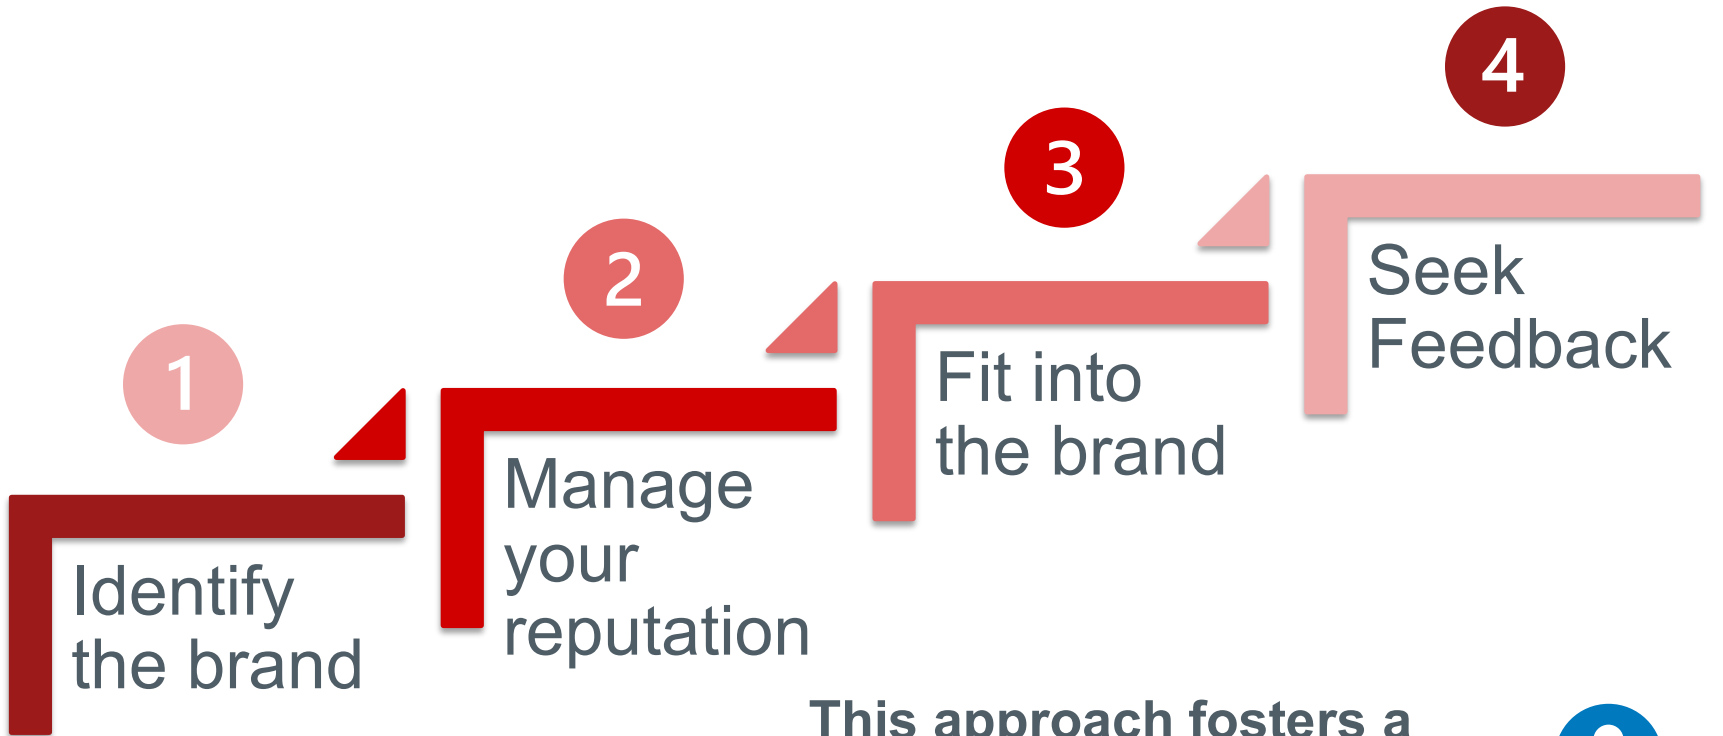 1
Identify
the brand
2
Manage
your
reputation
3
Fit into
the brand
4
Seek
Feedback
This approach fosters a